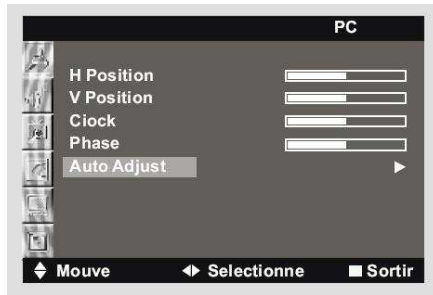 PC
H Position
V Position
Ciock
Phase
Auto Adjust
Mouve Selectionne Sortir